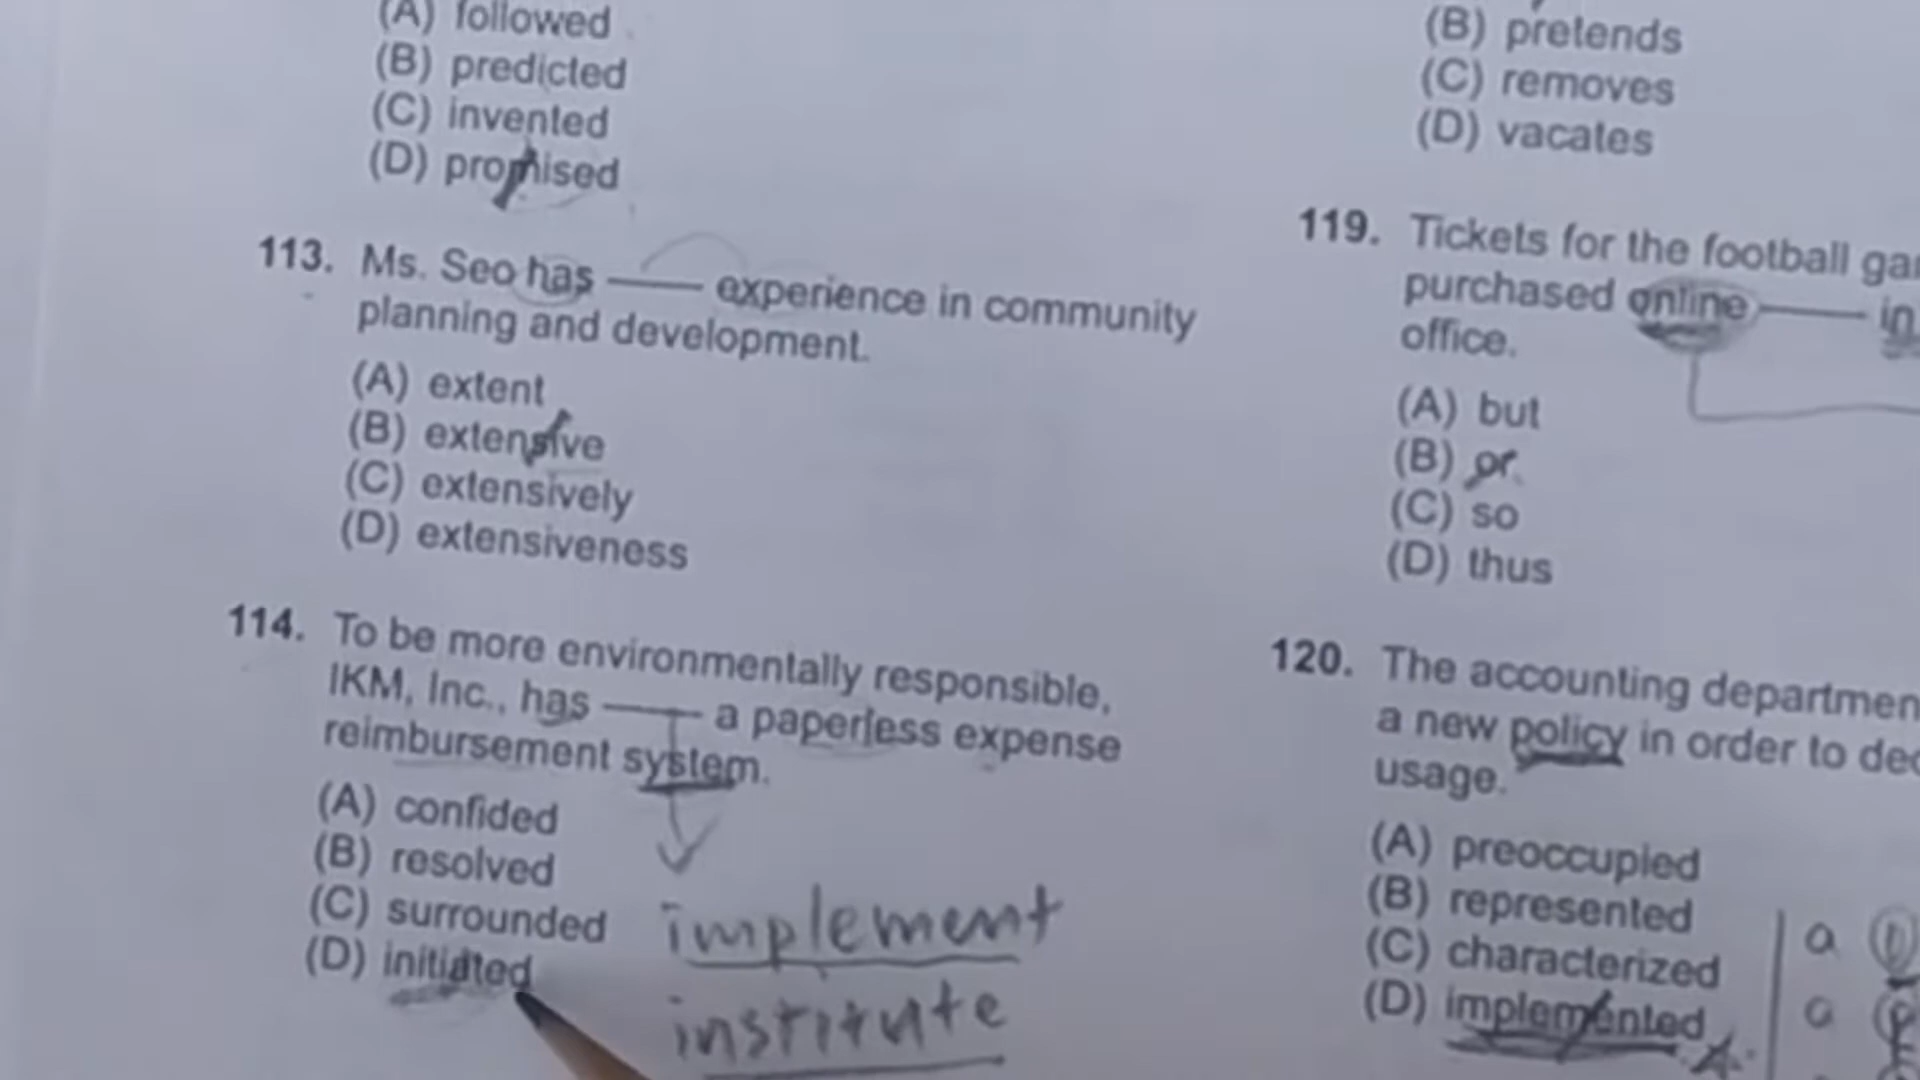 (A) followed
(B) predicted
(C) invented
(D) promised
113. Ms. Seo has ——— experience in community
planning and development.
(A) extent
(B) extensive
(C) extensively
(D) extensiveness
114. To be more environmentally responsible,
IKM, Inc., has ——— a paperless expense
reimbursement system.
(A) confided
(B) resolved
(C) surrounded
(D) initiated
implement
institute
(B) pretends
(C) removes
(D) vacates
119. Tickets for the football
purchased online ——— in
office.
(A) but
(B) or
(C) so
(D) thus
120. The accounting
a new policy in order to
usage.
(A) preoccupied
(B) represented
(C) characterized
(D) implemented
a
a